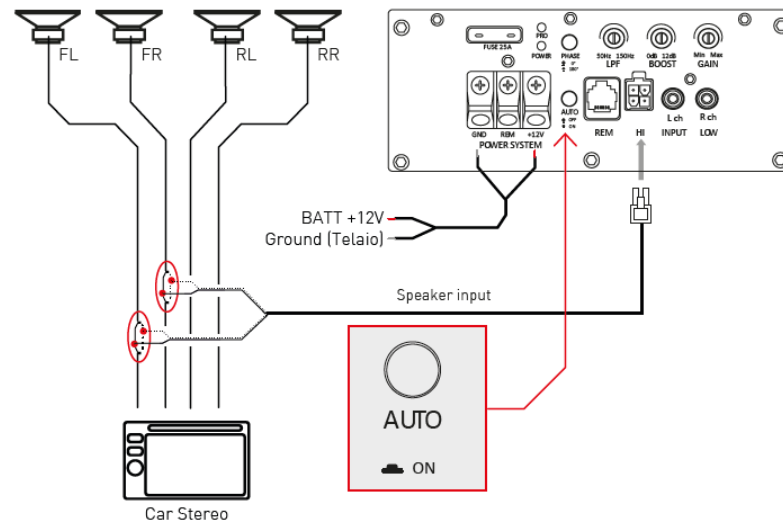 FL
FR
RL
RR
FUSE 25A
PRO
POWER
PHASE
0°
180°
50Hz 150Hz
LPF
0dB 12dB
BOOST
Min Max
GAIN
AUTO
OFF
ON
GND
REM
+12V
POWER SYSTEM
REM
HI
L ch
INPUT
R ch
LOW
BATT +12V
Ground (Telaio)
Speaker input
AUTO
ON
Car Stereo